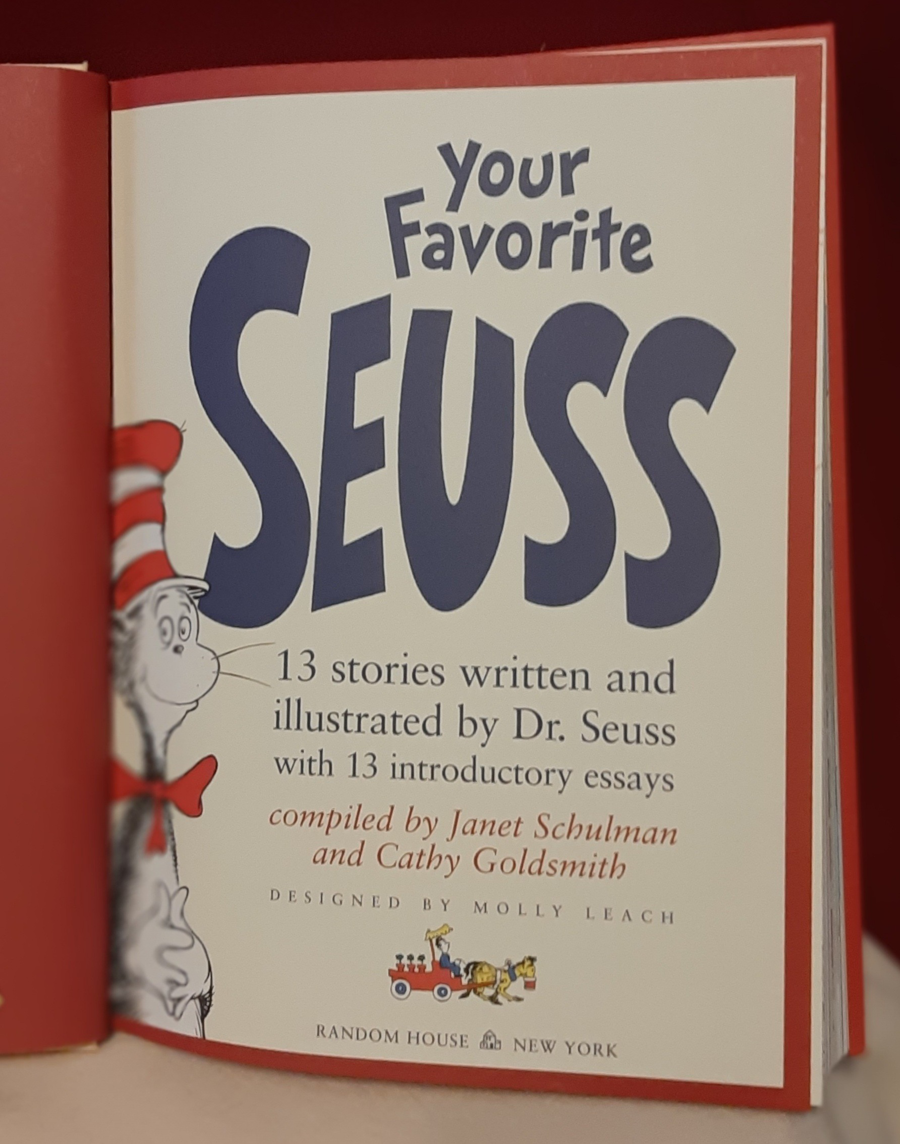 your
Favorite
SEUSS
13 stories written and
illustrated by Dr. Seuss
with 13 introductory essays
compiled by Janet Schulman
and Cathy Goldsmith
DESIGNED BY MOLLY LEACH
RANDOM HOUSE NEW YORK